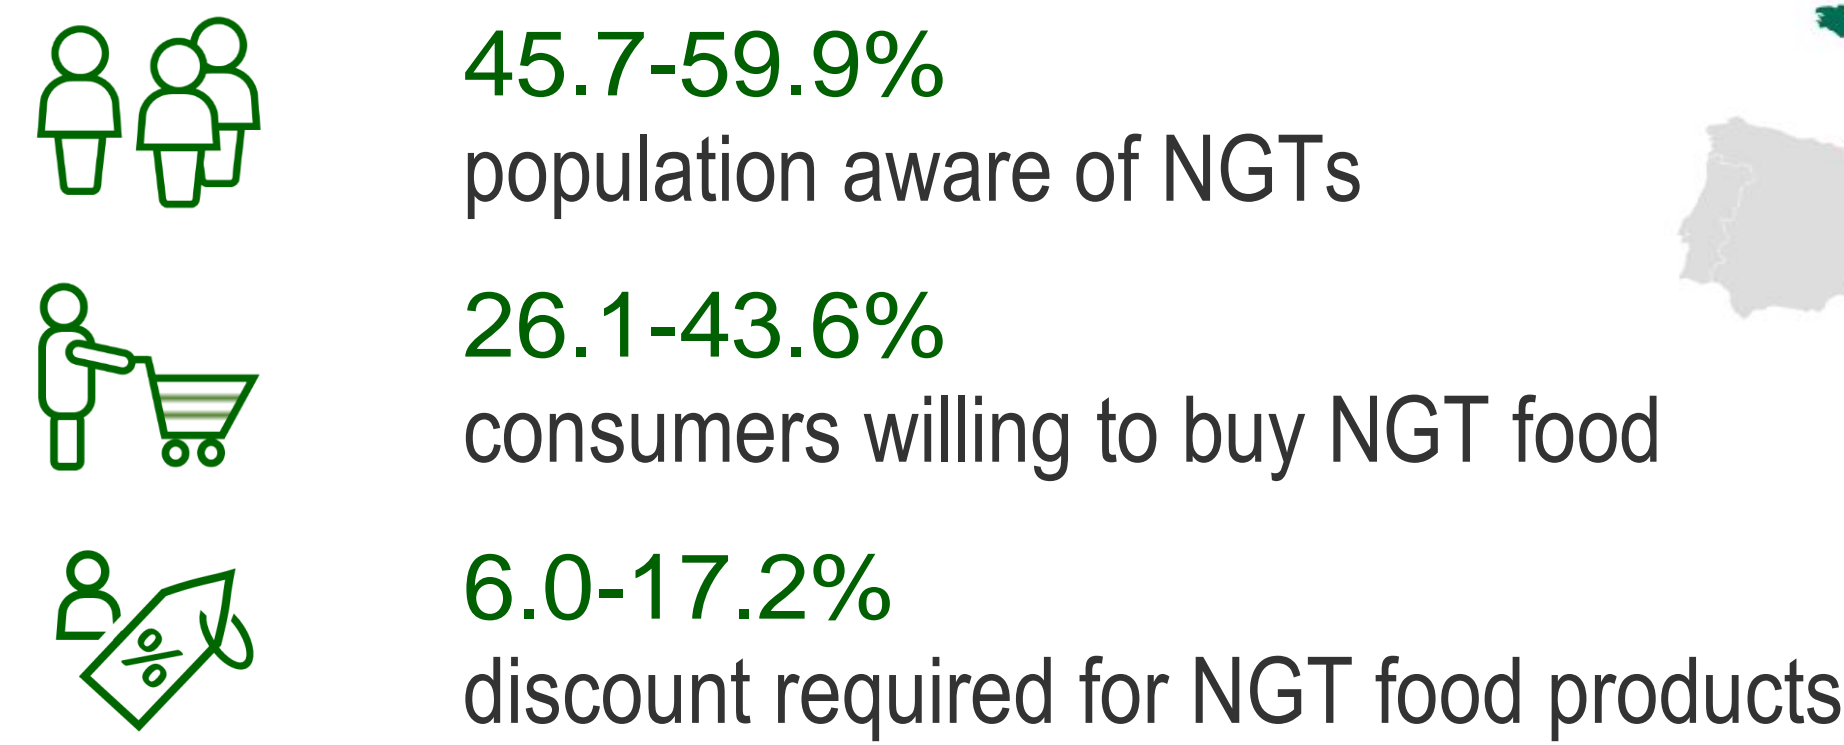 45.7-59.9%
population aware of NGTs
26.1-43.6%
consumers willing to buy NGT food
6.0-17.2%
discount required for NGT food products